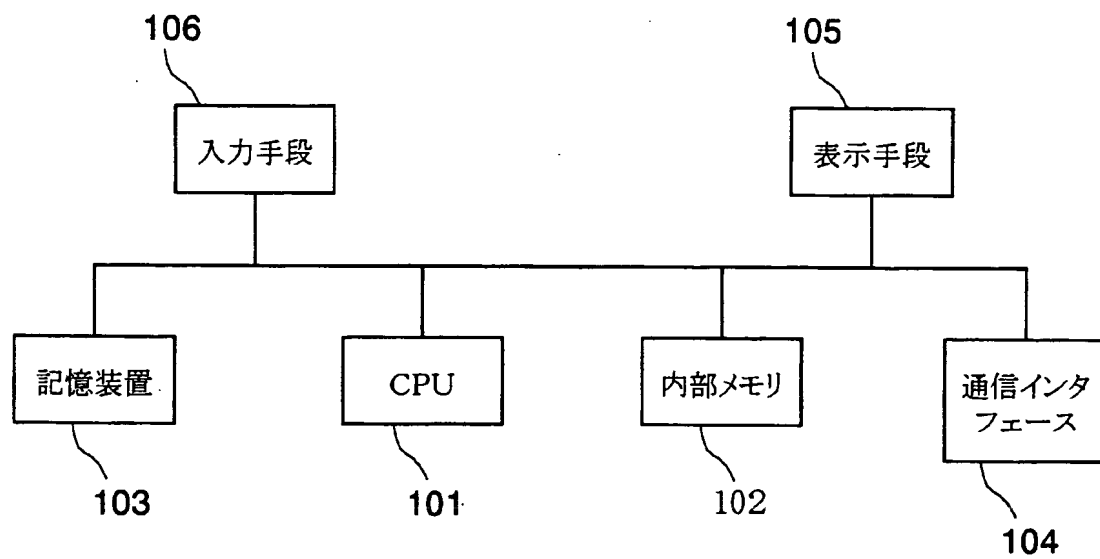 106
105
入力手段
表示手段
記憶装置
CPU
内部メモリ
通信インタ
フェース
103
101
102
104